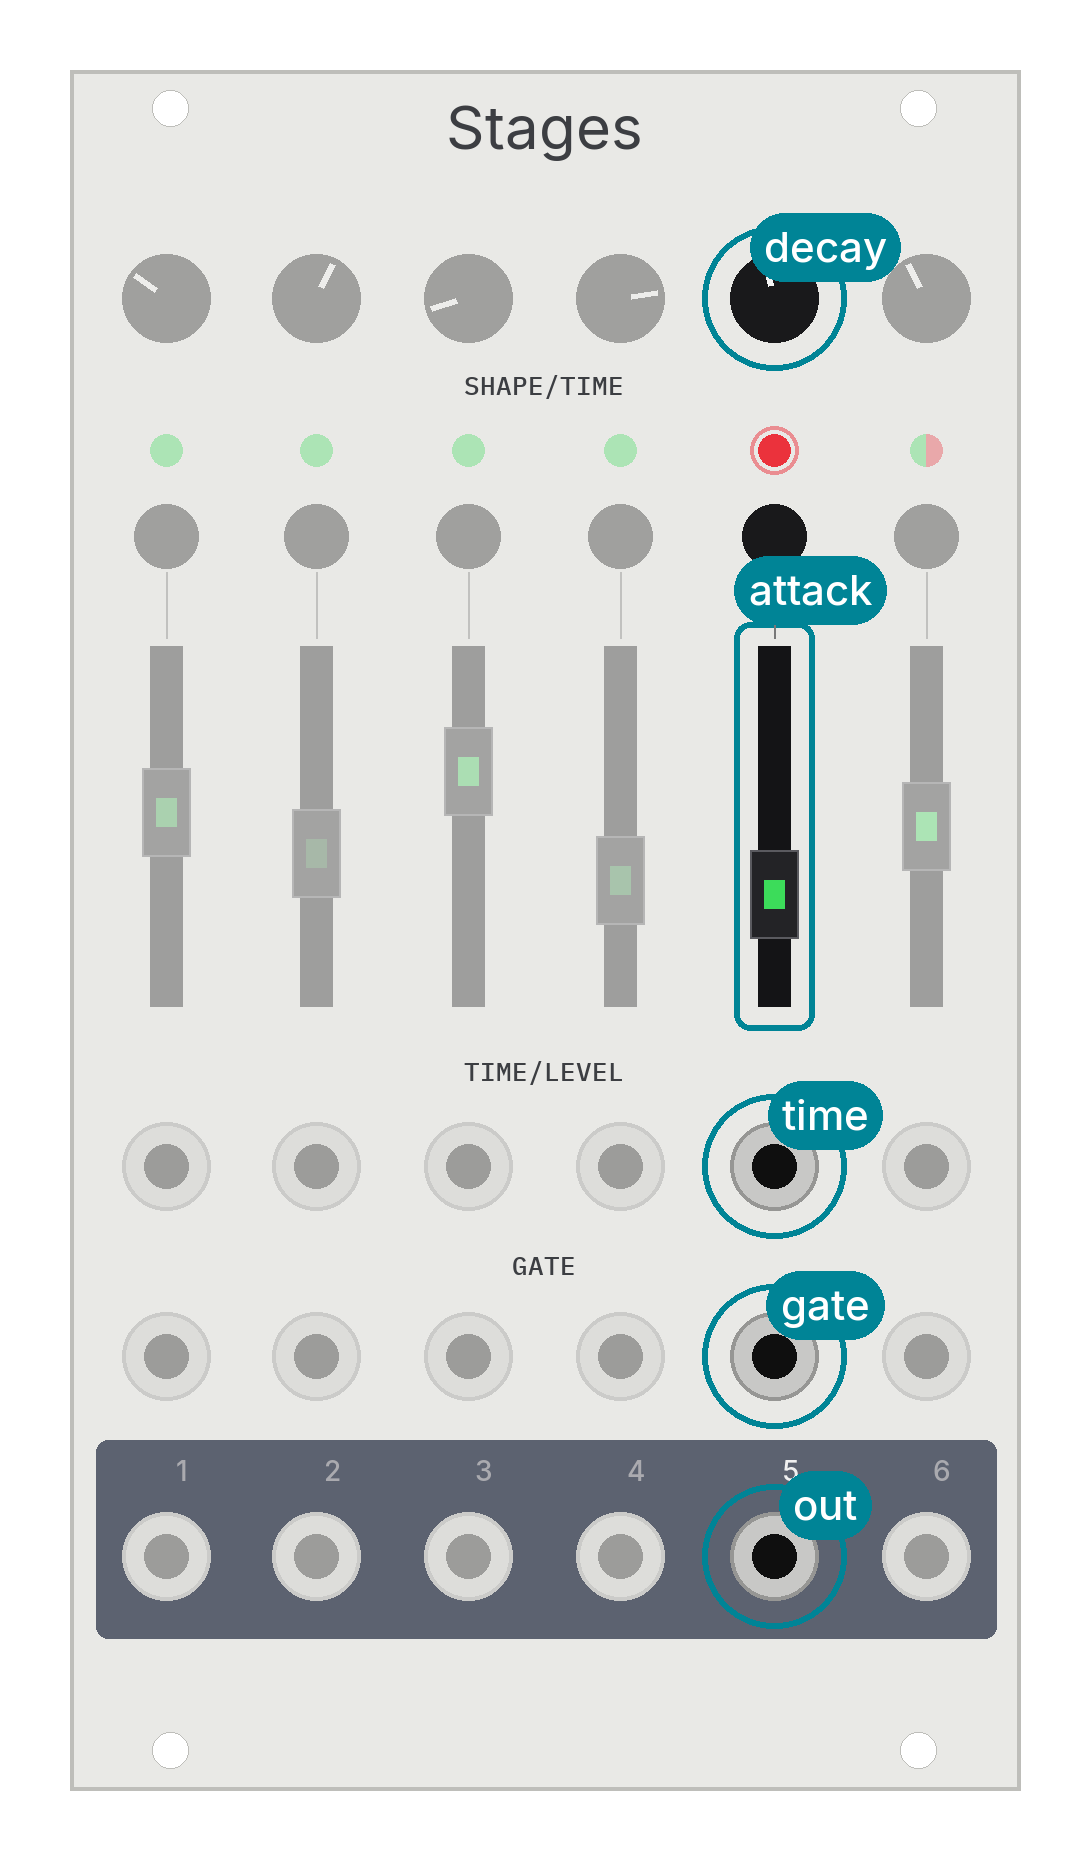 Stages
decay
SHAPE/TIME
attack
TIME/LEVEL
time
GATE
gate
1 2 3 4 5 6
out